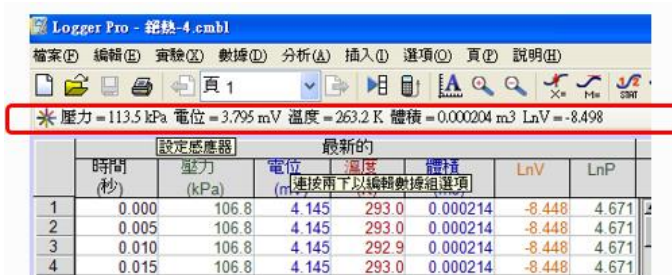 Logger Pro - 絕熱-4.cmbl
檔案(F) 編輯(E) 實驗(X) 數據(D) 分析(A) 插入(I) 選項(O) 頁(P) 說明(H)
頁 1 X= M= STAT
壓力 = 113.5 kPa 電位 = 3.795 mV 溫度 = 263.2 K 體積 = 0.000204 m3 LnV = -8.498
設定感應器 最新的
時間 壓力 電位 溫度 體積 LnV LnP
(秒) (kPa) 連按兩下以編輯數據組選項
1 0.000 106.8 4.145 293.0 0.000214 -8.448 4.671
2 0.005 106.8 4.145 293.0 0.000214 -8.448 4.671
3 0.010 106.8 4.145 292.9 0.000214 -8.448 4.671
4 0.015 106.8 4.145 293.0 0.000214 -8.448 4.671